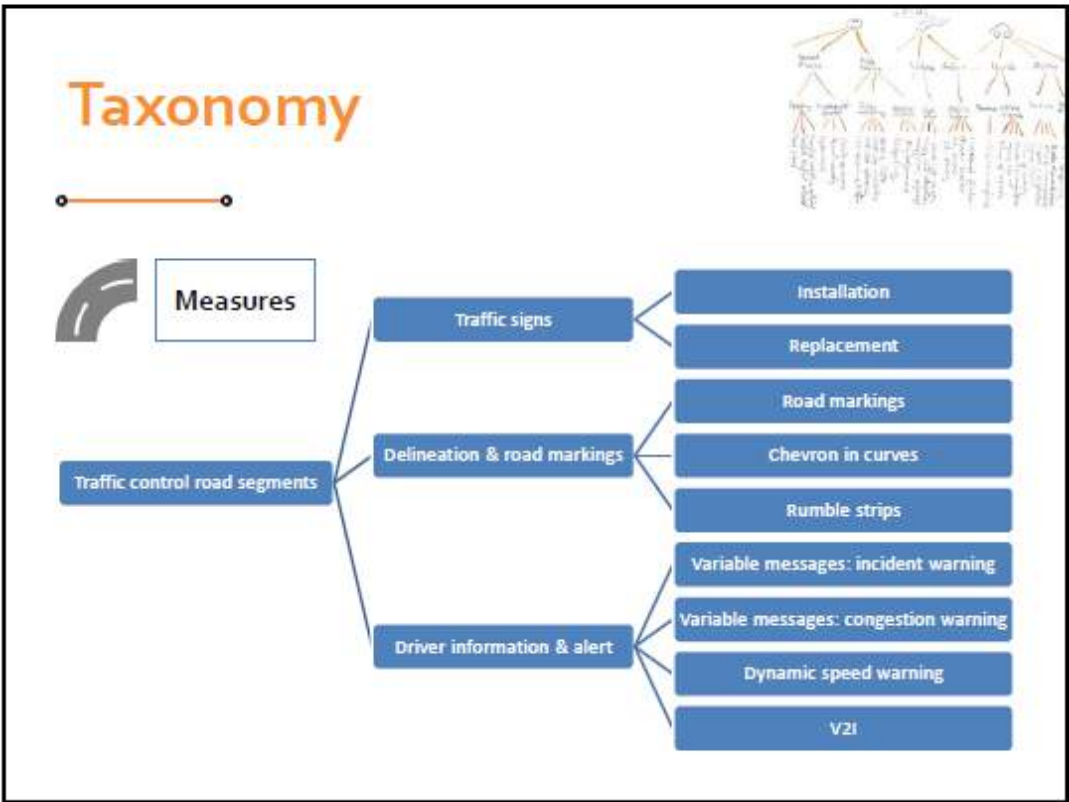 Taxonomy
Measures
Traffic control road segments
Traffic signs
Installation
Replacement
Delineation & road markings
Road markings
Chevron in curves
Rumble strips
Driver information & alert
Variable messages: incident warning
Variable messages: congestion warning
Dynamic speed warning
V2I